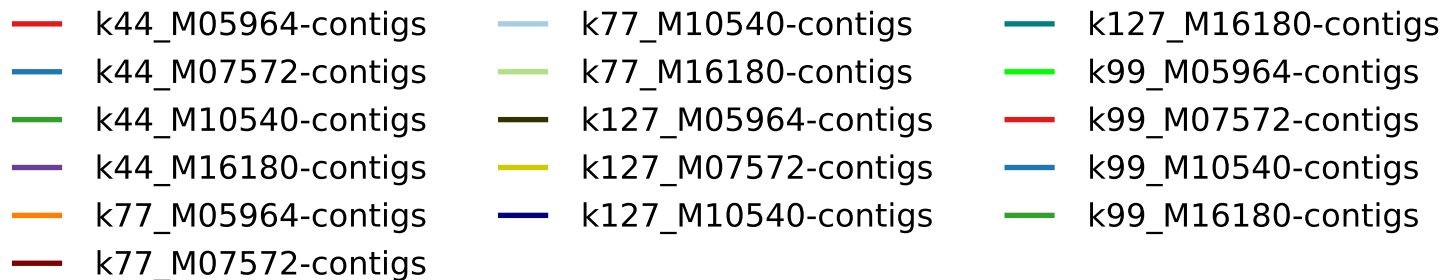 k44_M05964-contigs
k44_M07572-contigs
k44_M10540-contigs
k44_M16180-contigs
k77_M05964-contigs
k77_M07572-contigs
k77_M10540-contigs
k77_M16180-contigs
k127_M05964-contigs
k127_M07572-contigs
k127_M10540-contigs
k127_M16180-contigs
k99_M05964-contigs
k99_M07572-contigs
k99_M10540-contigs
k99_M16180-contigs